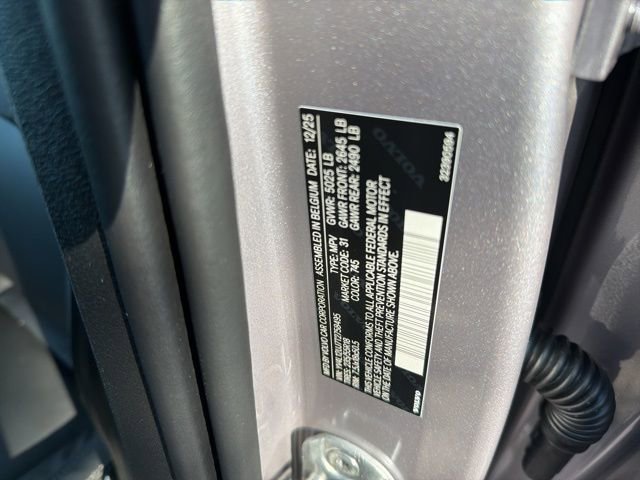 MFD BY VOLVO CAR CORPORATION ASSEMBLED IN BELGIUM DATE: 12/25
GVWR: 5025 LB
TYPE: MPV GAWR FRONT: 2645 LB
MARKET CODE: 31 GAWR REAR: 2490 LB
COLOR: 745
THIS VEHICLE CONFORMS TO ALL APPLICABLE FEDERAL MOTOR
VEHICLE SAFETY AND THEFT PREVENTION STANDARDS IN EFFECT
ON THE DATE OF MANUFACTURE SHOWN ABOVE.
VOLVO